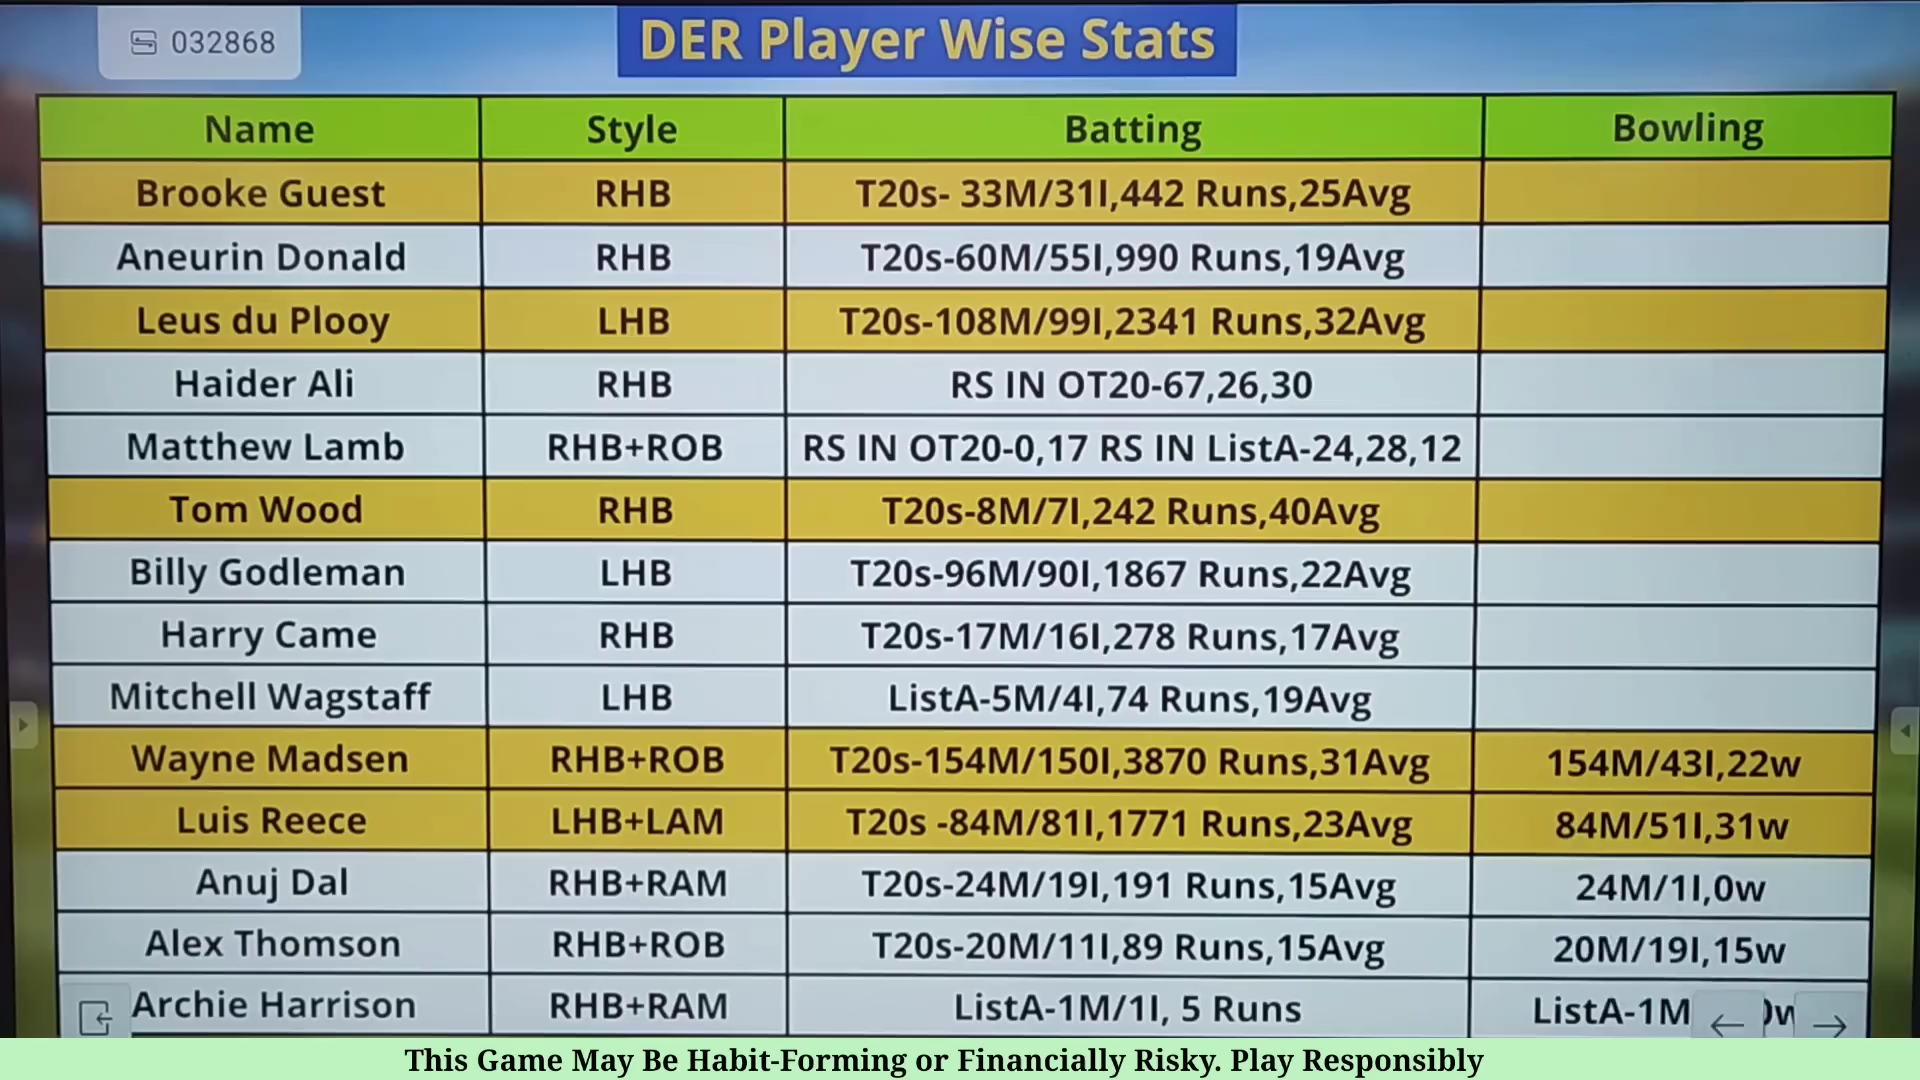 032868
DER Player Wise Stats
Name Style Batting Bowling
Brooke Guest RHB T20s- 33M/31I,442 Runs,25Avg
Aneurin Donald RHB T20s-60M/55I,990 Runs,19Avg
Leus du Plooy LHB T20s-108M/99I,2341 Runs,32Avg
Haider Ali RHB RS IN OT20-67,26,30
Matthew Lamb RHB+ROB RS IN OT20-0,17 RS IN ListA-24,28,12
Tom Wood RHB T20s-8M/7I,242 Runs,40Avg
Billy Godleman LHB T20s-96M/90I,1867 Runs,22Avg
Harry Came RHB T20s-17M/16I,278 Runs,17Avg
Mitchell Wagstaff LHB ListA-5M/4I,74 Runs,19Avg
Wayne Madsen RHB+ROB T20s-154M/150I,3870 Runs,31Avg 154M/43I,22w
Luis Reece LHB+LAM T20s -84M/81I,1771 Runs,23Avg 84M/51I,31w
Anuj Dal RHB+RAM T20s-24M/19I,191 Runs,15Avg 24M/1I,0w
Alex Thomson RHB+ROB T20s-20M/11I,89 Runs,15Avg 20M/19I,15w
Archie Harrison RHB+RAM ListA-1M/1I, 5 Runs ListA-1M
This Game May Be Habit-Forming or Financially Risky. Play Responsibly